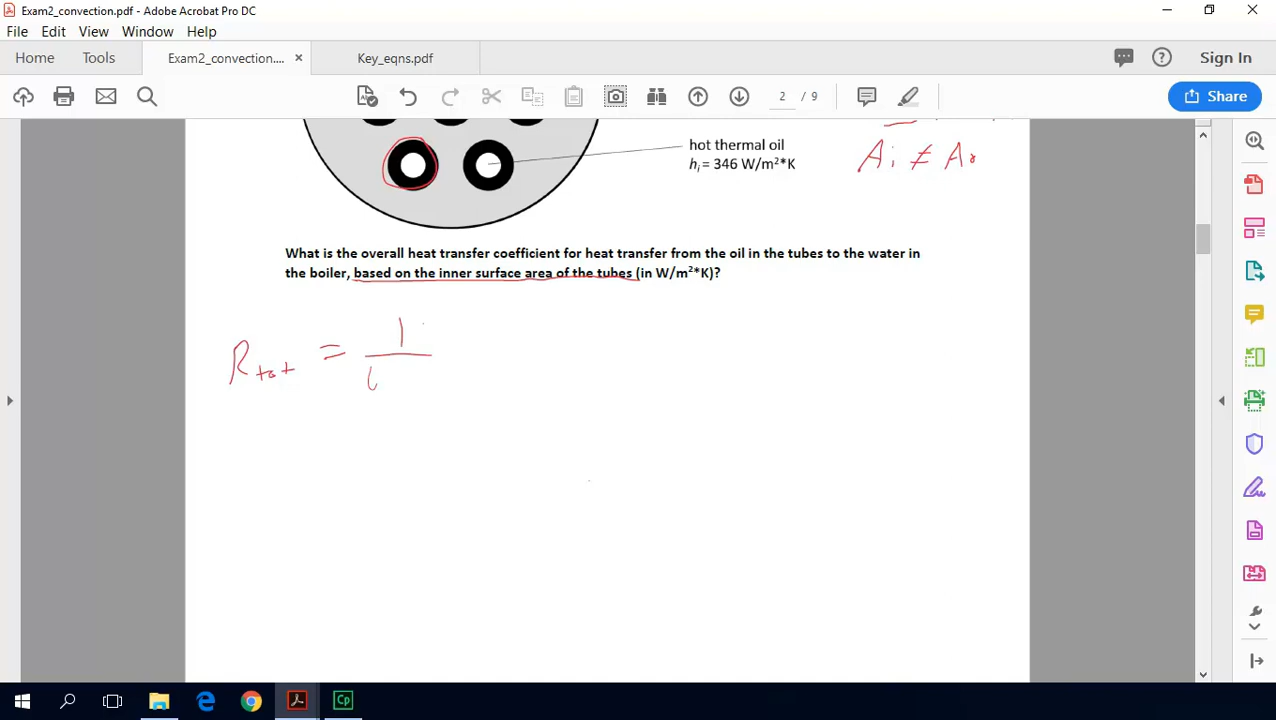 Exam2_convection.pdf - Adobe Acrobat Pro DC
File Edit View Window Help
Home Tools Exam2_convection.... × Key_eqns.pdf Sign In
2 / 9 Share
hot thermal oil
hi = 346 W/m²*K
Ai ≠ Ao
What is the overall heat transfer coefficient for heat transfer from the oil in the tubes to the water in
the boiler, based on the inner surface area of the tubes (in W/m²*K)?
Rtot = 1
Cp